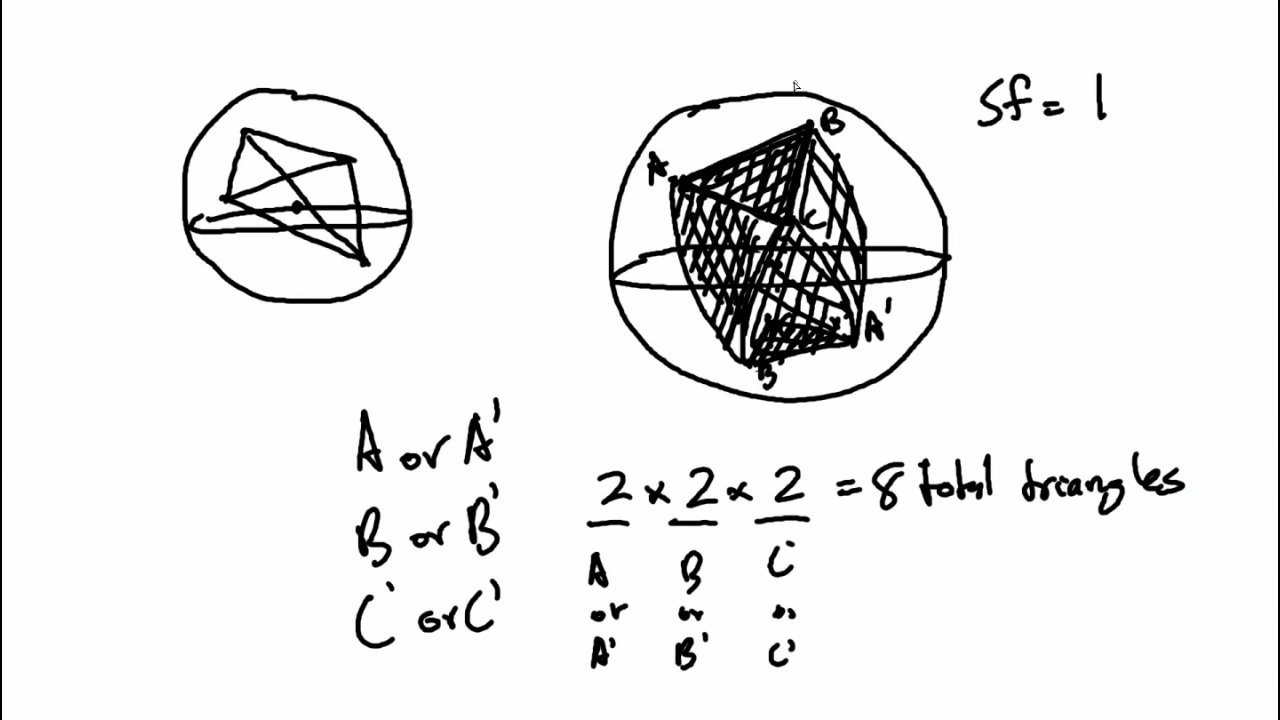 Sf = 1
B
A
C
A'
B'
A or A'
B or B'
C or C'
2 x 2 x 2 = 8 total triangles
A B C
or or or
A' B' C'